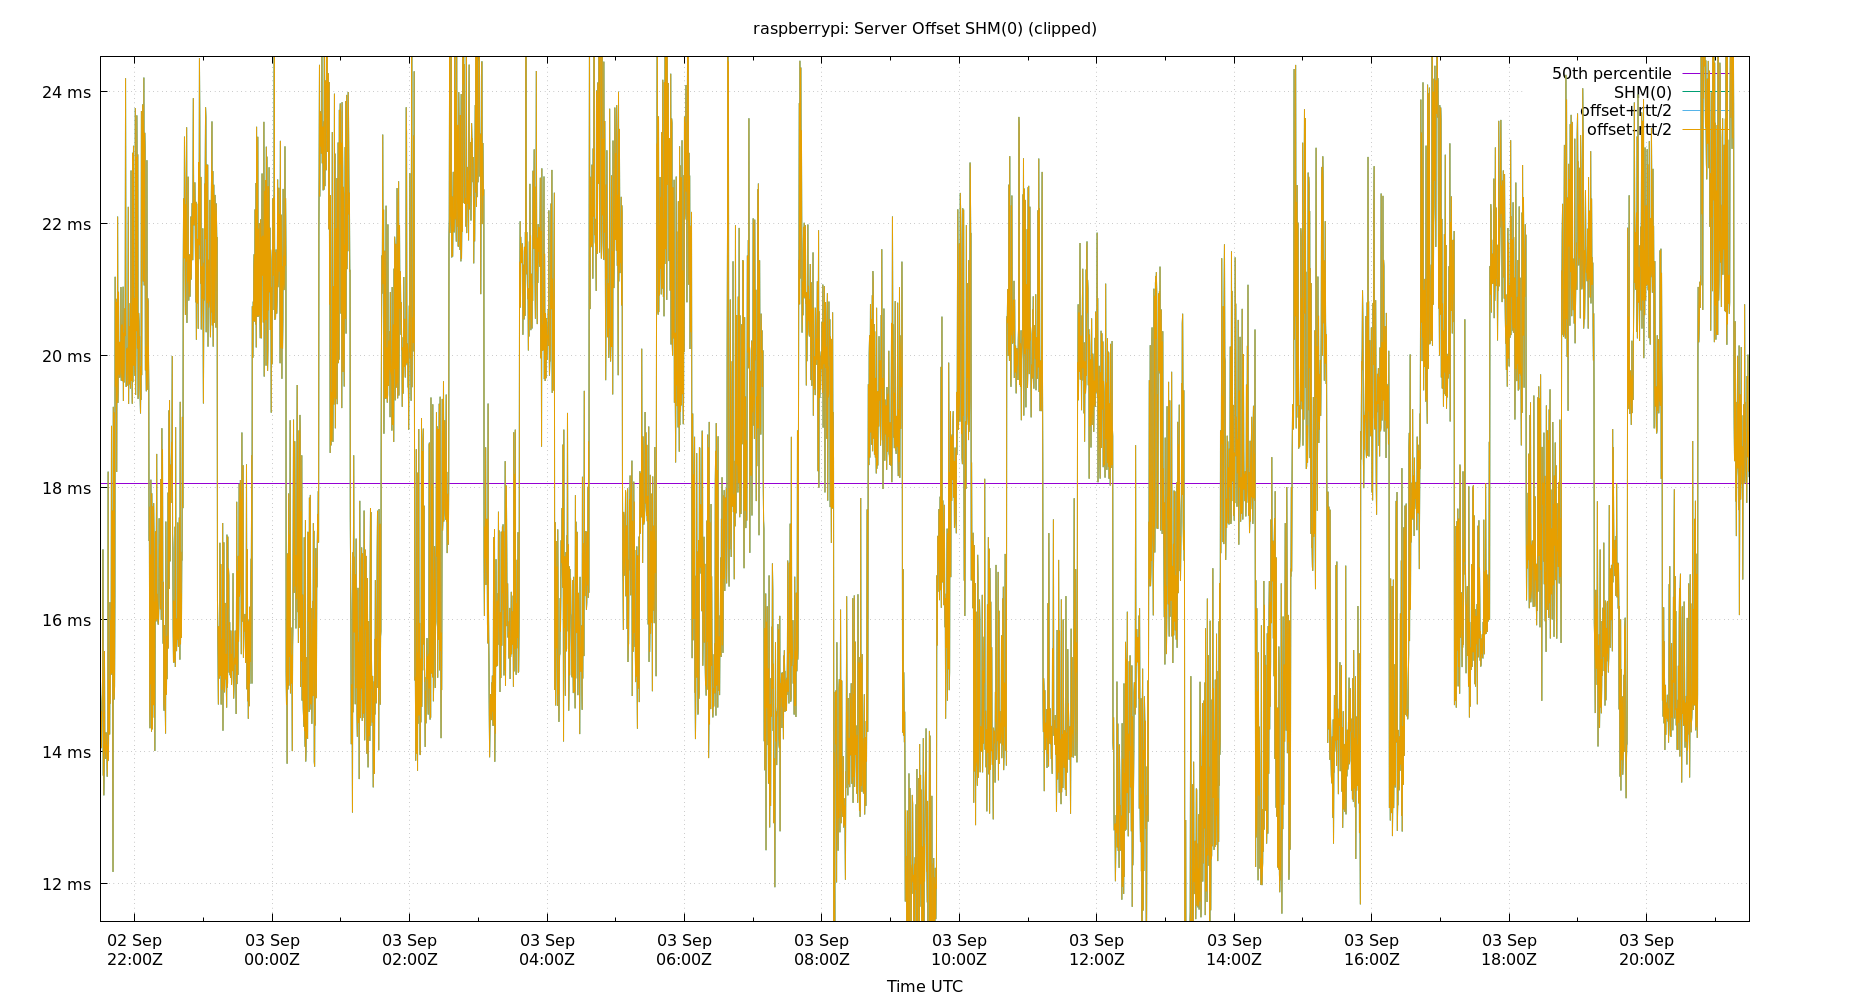 raspberrypi: Server Offset SHM(0) (clipped)
50th percentile
SHM(0)
offset+rtt/2
offset-rtt/2
24 ms
22 ms
20 ms
18 ms
16 ms
14 ms
12 ms
02 Sep 03 Sep 03 Sep 03 Sep 03 Sep 03 Sep 03 Sep 03 Sep 03 Sep 03 Sep 03 Sep 03 Sep
22:00Z 00:00Z 02:00Z 04:00Z 06:00Z 08:00Z 10:00Z 12:00Z 14:00Z 16:00Z 18:00Z 20:00Z
Time UTC